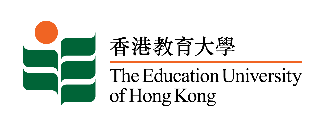 香港教育大學
The Education University
of Hong Kong